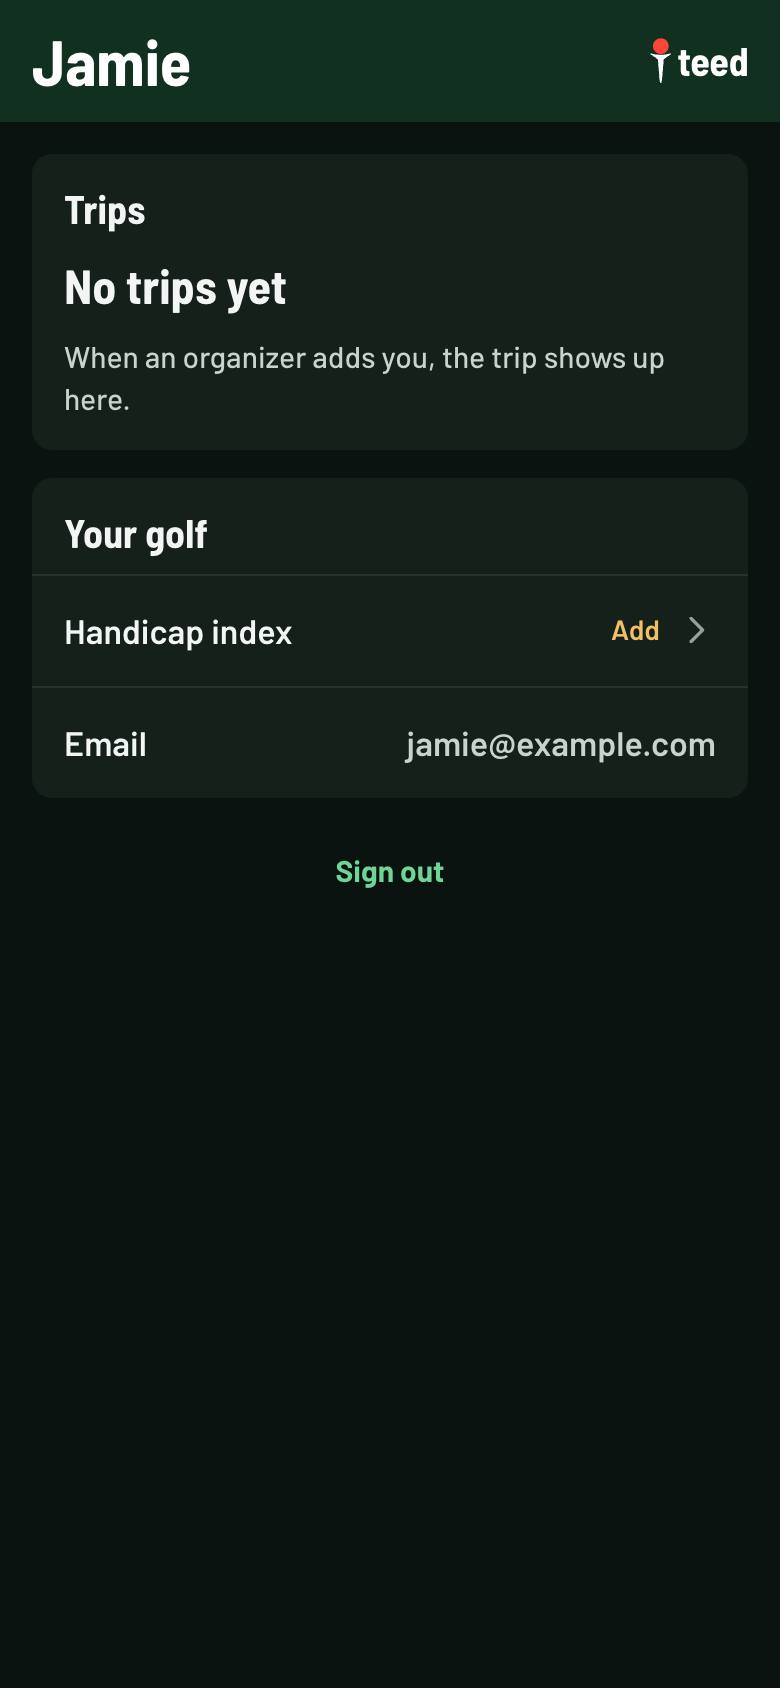 Jamie
teed
Trips
No trips yet
When an organizer adds you, the trip shows up
here.
Your golf
Handicap index
Add
Email
jamie@example.com
Sign out